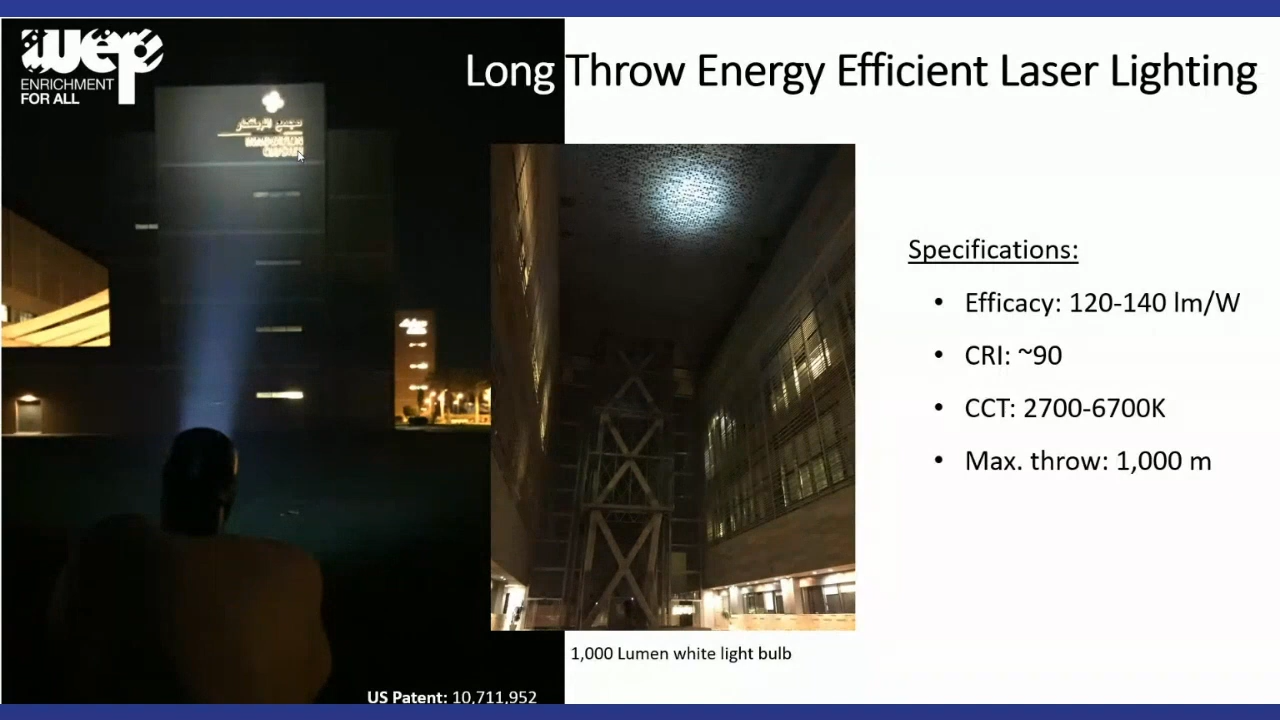 wep
ENRICHMENT
FOR ALL
Long Throw Energy Efficient Laser Lighting
Specifications:
• Efficacy: 120-140 lm/W
• CRI: ~90
• CCT: 2700-6700K
• Max. throw: 1,000 m
1,000 Lumen white light bulb
US Patent: 10,711,952